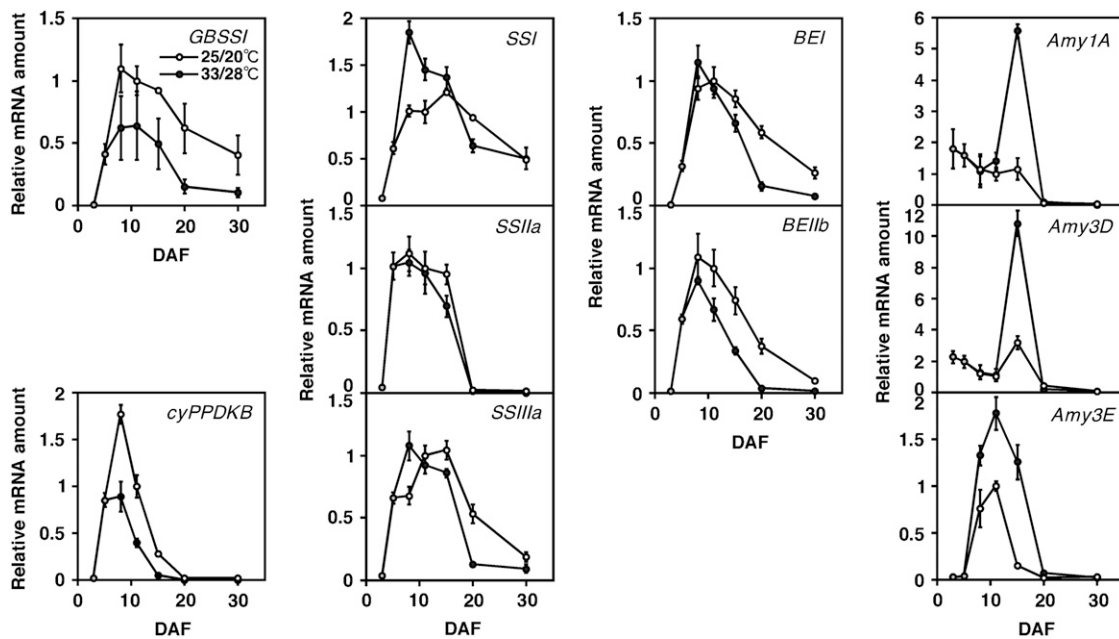 Relative mRNA amount
1.5
1
0.5
0
GBSSI
25/20°C
33/28°C
0 10 20 30
DAF
Relative mRNA amount
2
1.5
1
0.5
0
cyPPDKB
0 10 20 30
DAF
Relative mRNA amount
2
1.5
1
0.5
0
SSI
1.5
1
0.5
0
SSIIa
1.5
1
0.5
0
SSIIIa
0 10 20 30
DAF
Relative mRNA amount
1.5
1
0.5
0
BEI
1.5
1
0.5
0
BEIIb
0 10 20 30
DAF
Relative mRNA amount
6
5
4
3
2
1
0
Amy1A
Relative mRNA amount
12
10
8
6
4
2
0
Amy3D
Relative mRNA amount
2
1.5
1
0.5
0
Amy3E
0 10 20 30
DAF